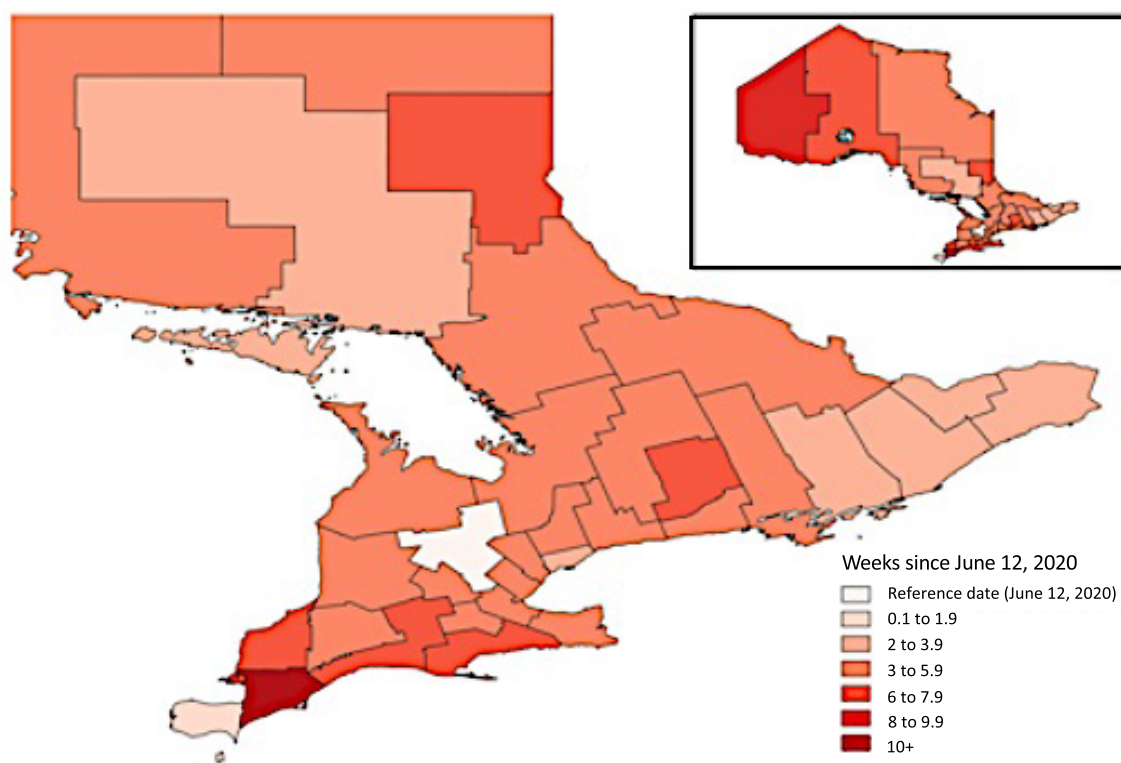 Weeks since June 12, 2020
Reference date (June 12, 2020)
0.1 to 1.9
2 to 3.9
3 to 5.9
6 to 7.9
8 to 9.9
10+